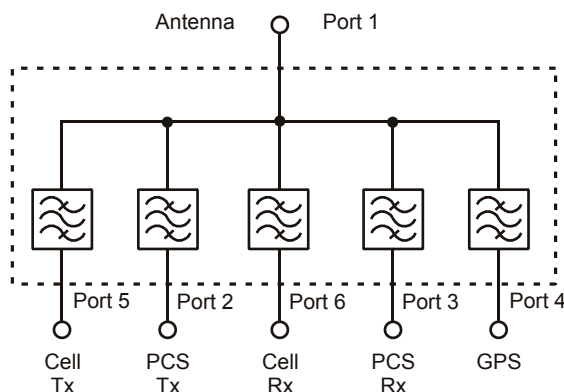 Antenna Port 1
Port 5 Port 2 Port 6 Port 3 Port 4
Cell PCS Cell PCS GPS
Tx Tx Rx Rx